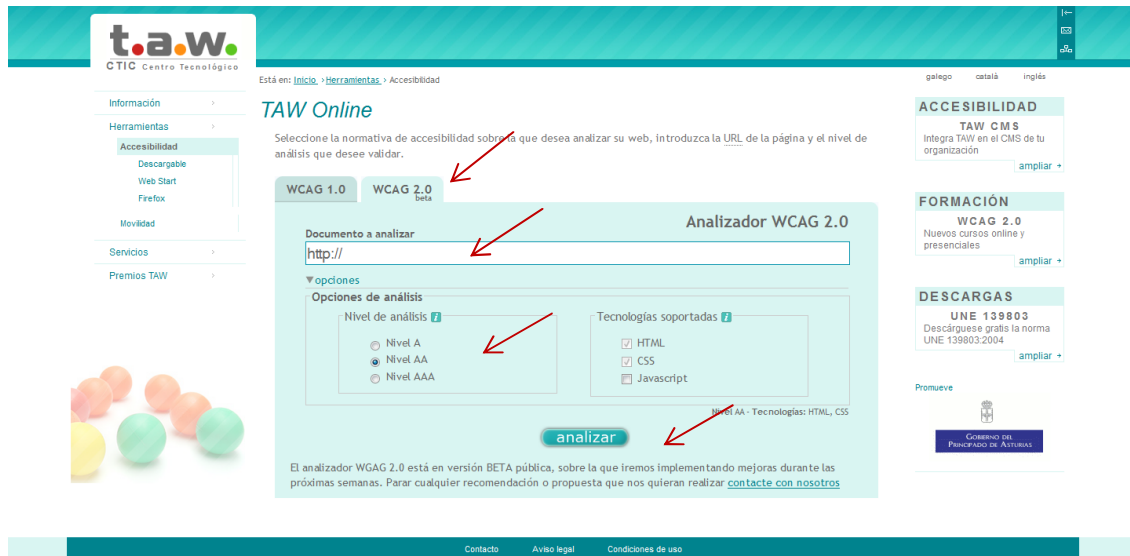 t.a.w.
CTIC Centro Tecnológico
Está en: Inicio > Herramientas > Accesibilidad
galego català inglés
Información
Herramientas
Accesibilidad
Descargable
Web Start
Firefox
Movilidad
Servicios
Premios TAW
TAW Online
Seleccione la normativa de accesibilidad sobre la que desea analizar su web, introduzca la URL de la página y el nivel de
análisis que desee validar.
WCAG 1.0
WCAG 2.0
beta
Analizador WCAG 2.0
Documento a analizar
http://
opciones
Opciones de análisis
Nivel de análisis i
Nivel A
Nivel AA
Nivel AAA
Tecnologías soportadas i
HTML
CSS
Javascript
Nivel AA - Tecnologías: HTML, CSS
analizar
El analizador WGAG 2.0 está en versión BETA pública, sobre la que iremos implementando mejoras durante las
próximas semanas. Parar cualquier recomendación o propuesta que nos quieran realizar contacte con nosotros
ACCESIBILIDAD
TAW CMS
Integra TAW en el CMS de tu
organización
ampliar
FORMACIÓN
WCAG 2.0
Nuevos cursos online y
presenciales
ampliar
DESCARGAS
UNE 139803
Descárguese gratis la norma
UNE 139803:2004
ampliar
Promueve
GOBIERNO DEL
PRINCIPADO DE ASTURIAS
Contacto Aviso legal Condiciones de uso